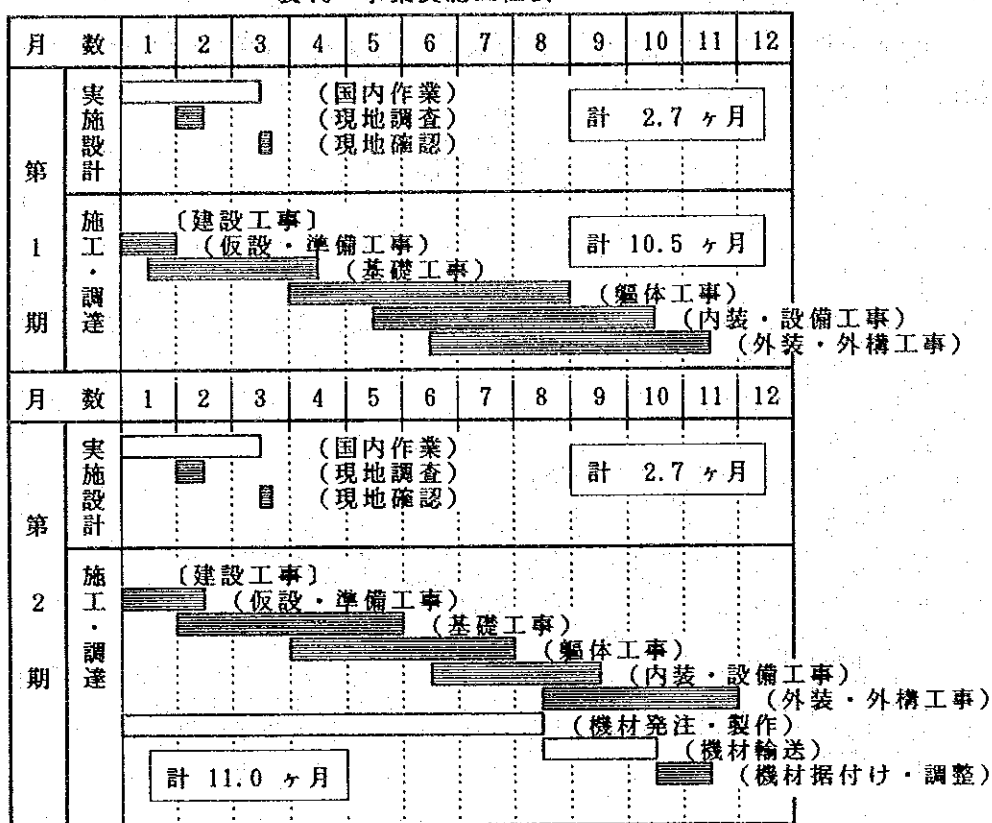 月 数 1 2 3 4 5 6 7 8 9 10 11 12
第1期
実施設計
(国内作業)
(現地調査)
(現地確認)
計 2.7 ヶ月
施工・調達
〔建設工事〕
(仮設・準備工事)
計 10.5 ヶ月
(基礎工事)
(軀体工事)
(内装・設備工事)
(外装・外構工事)
月 数 1 2 3 4 5 6 7 8 9 10 11 12
第2期
実施設計
(国内作業)
(現地調査)
(現地確認)
計 2.7 ヶ月
施工・調達
〔建設工事〕
(仮設・準備工事)
(基礎工事)
(軀体工事)
(内装・設備工事)
(外装・外構工事)
(機材発注・製作)
(機材輸送)
(機材据付け・調整)
計 11.0 ヶ月